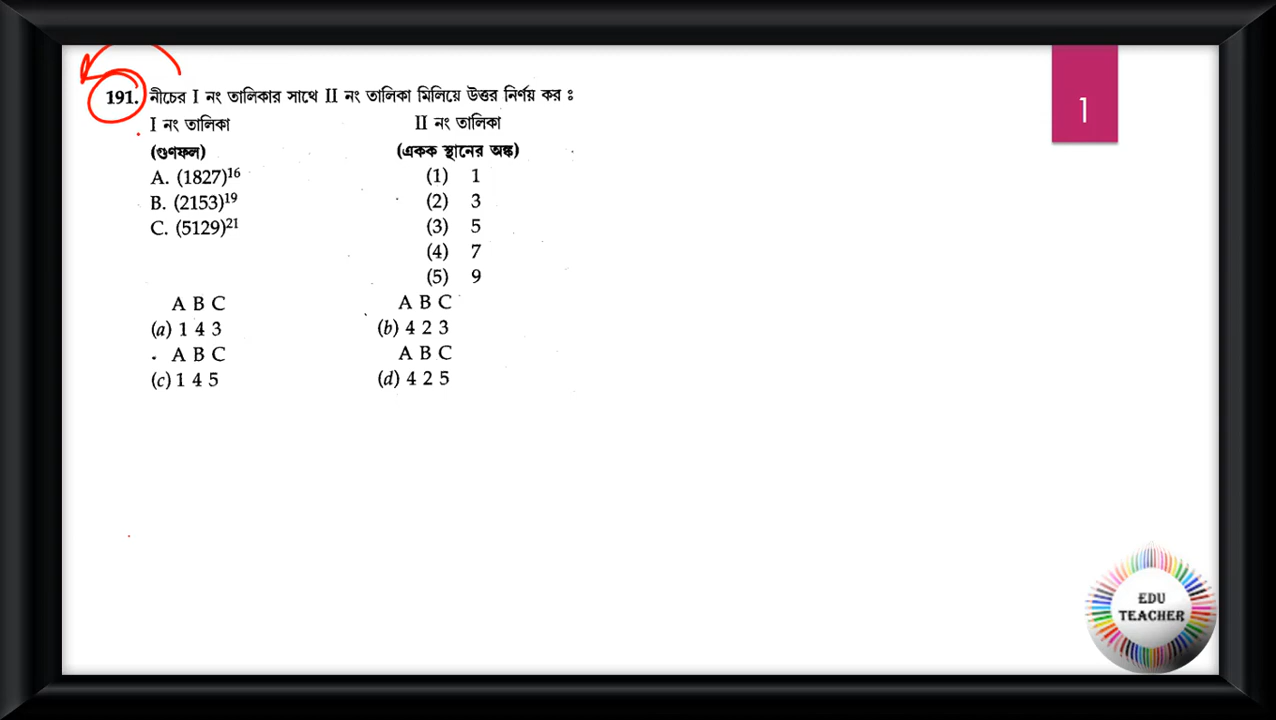 1
191. নীচের I নং তালিকার সাথে II নং তালিকা মিলিয়ে উত্তর নির্ণয় কর ঃ
I নং তালিকা II নং তালিকা
(গুণফল) (একক স্থানের অঙ্ক)
A. (1827)¹⁶ (1) 1
B. (2153)¹⁹ (2) 3
C. (5129)²¹ (3) 5
(4) 7
(5) 9
A B C A B C
(a) 1 4 3 (b) 4 2 3
A B C A B C
(c) 1 4 5 (d) 4 2 5
EDU
TEACHER